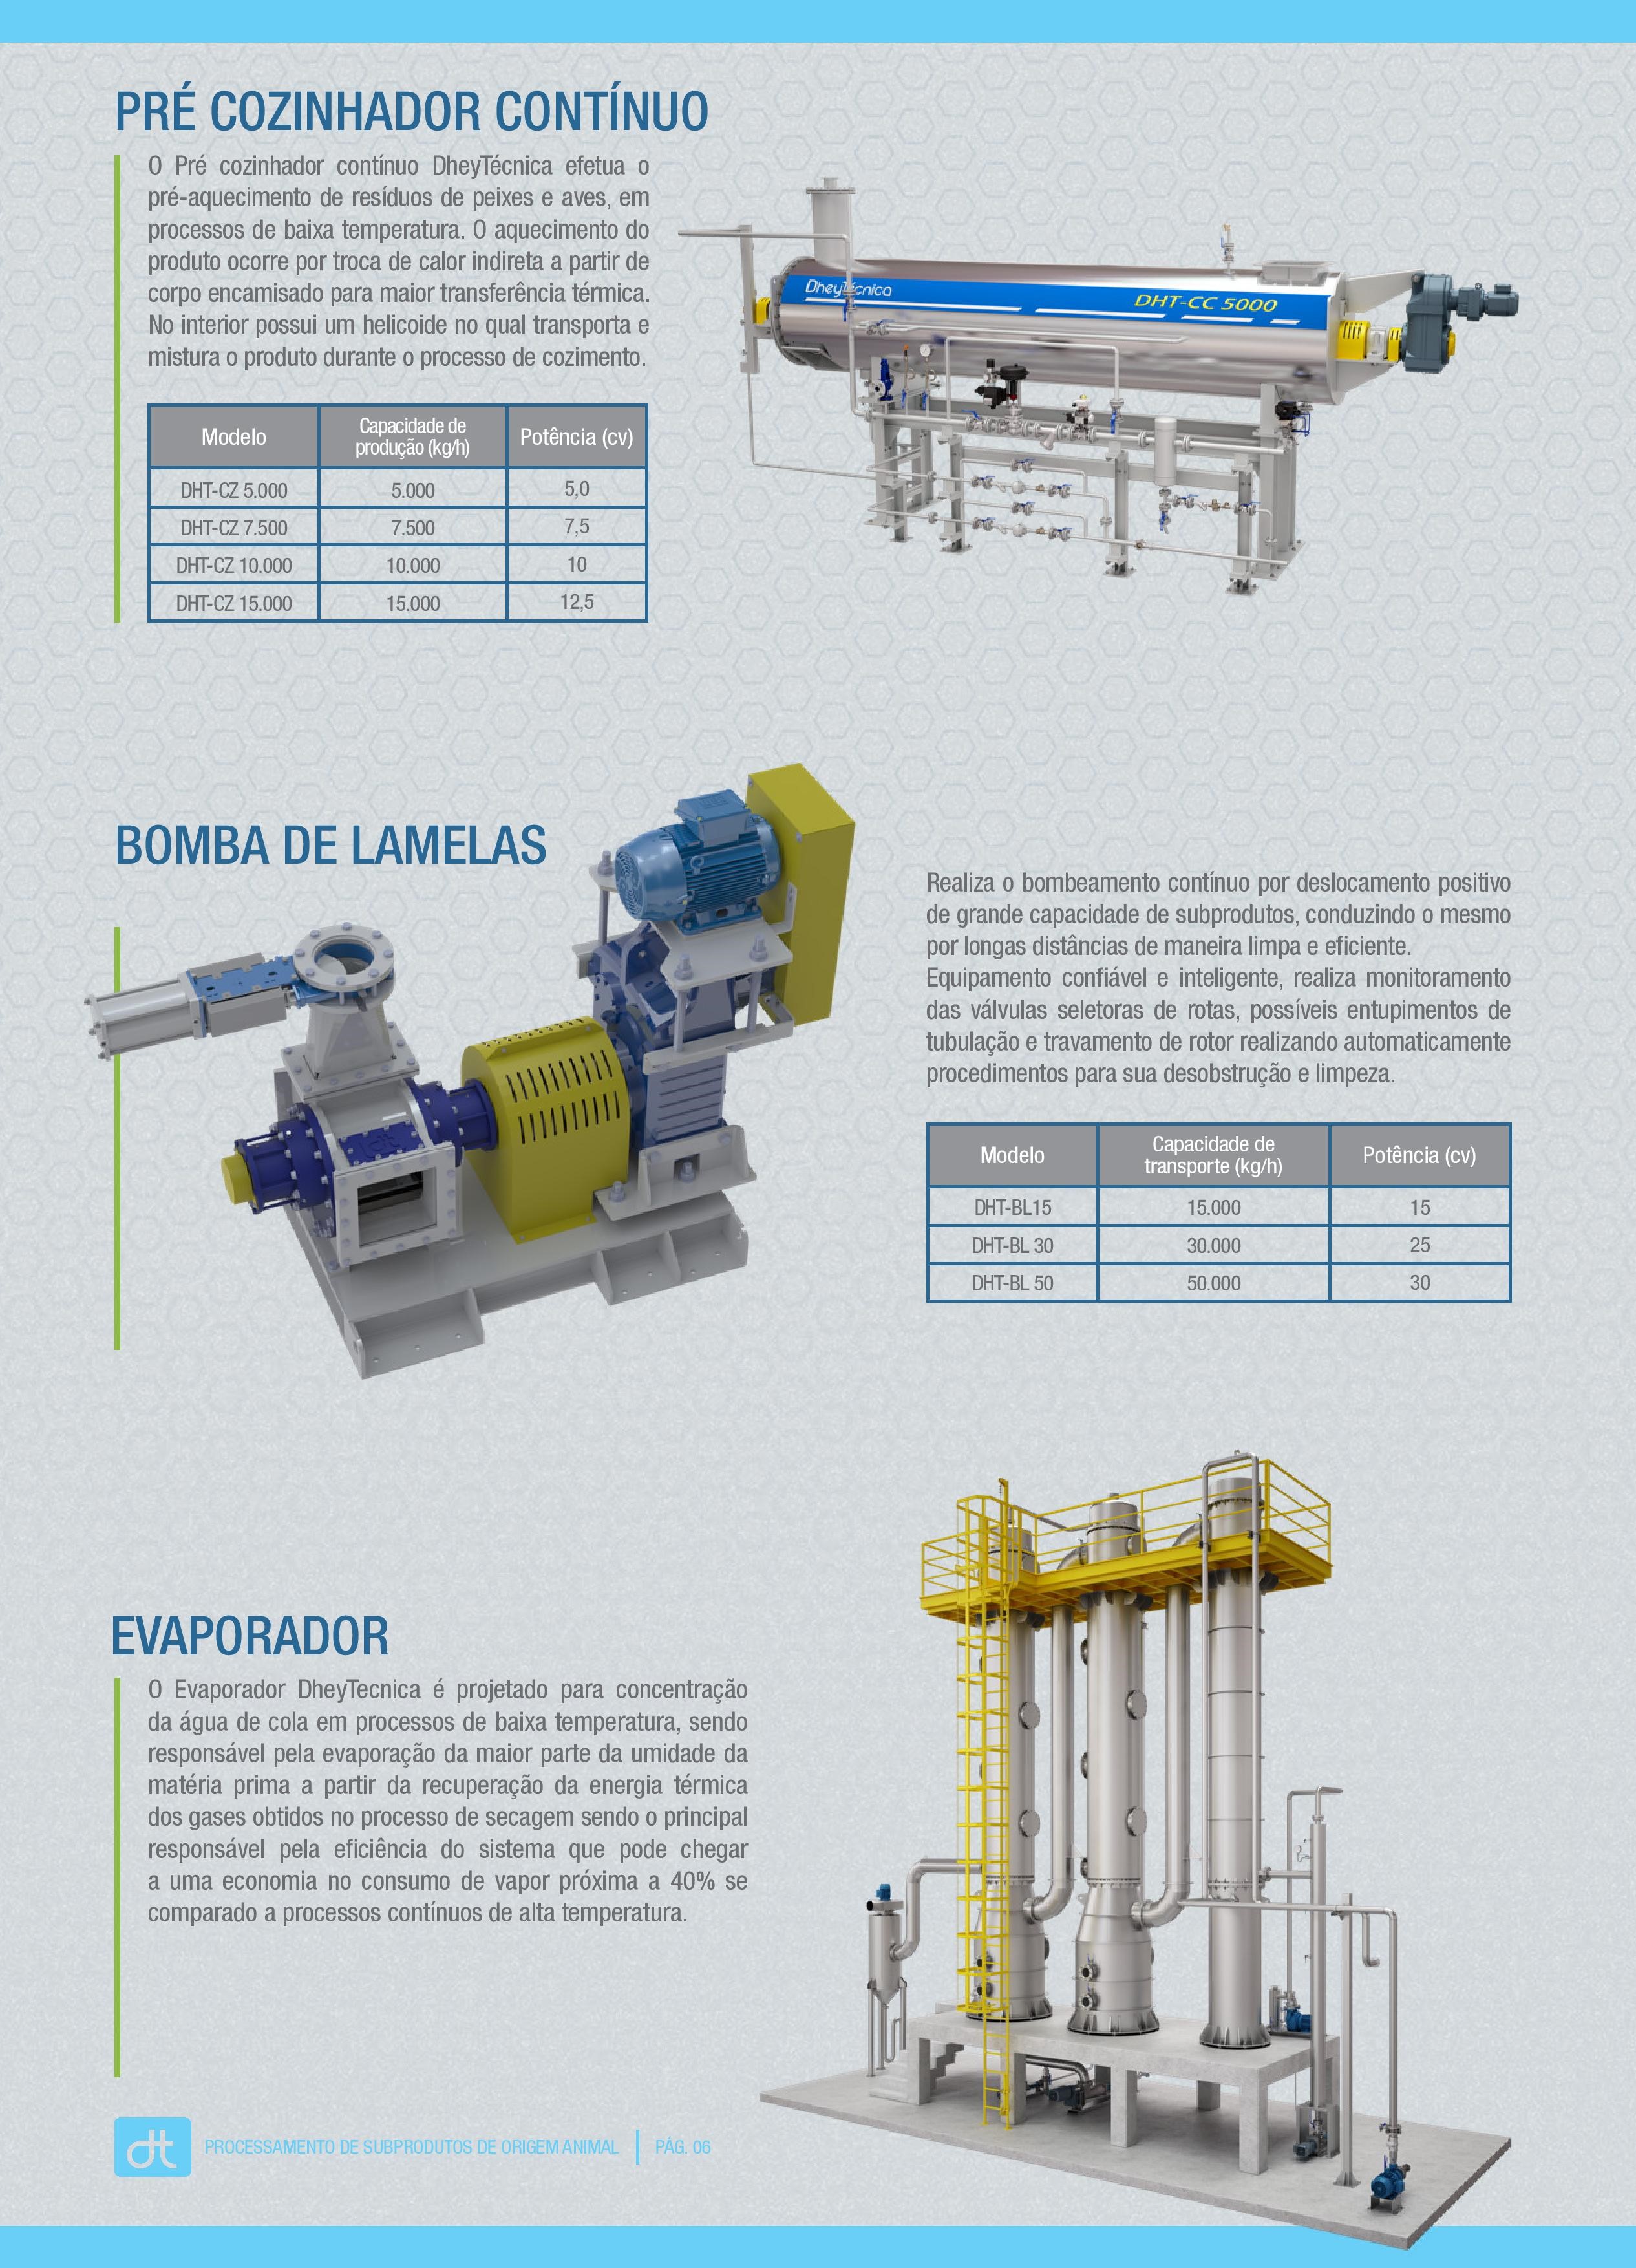 PRÉ COZINHADOR CONTÍNUO
O Pré cozinhador contínuo DheyTécnica efetua o
pré-aquecimento de resíduos de peixes e aves, em
processos de baixa temperatura. O aquecimento do
produto ocorre por troca de calor indireta a partir de
corpo encamisado para maior transferência térmica.
No interior possui um helicoide no qual transporta e
mistura o produto durante o processo de cozimento.
DheyTécnica
DHT-CC 5000
Modelo Capacidade de produção (kg/h) Potência (cv)
DHT-CZ 5.000 5.000 5,0
DHT-CZ 7.500 7.500 7,5
DHT-CZ 10.000 10.000 10
DHT-CZ 15.000 15.000 12,5
BOMBA DE LAMELAS
Realiza o bombeamento contínuo por deslocamento positivo
de grande capacidade de subprodutos, conduzindo o mesmo
por longas distâncias de maneira limpa e eficiente.
Equipamento confiável e inteligente, realiza monitoramento
das válvulas seletoras de rotas, possíveis entupimentos de
tubulação e travamento de rotor realizando automaticamente
procedimentos para sua desobstrução e limpeza.
Modelo Capacidade de transporte (kg/h) Potência (cv)
DHT-BL15 15.000 15
DHT-BL 30 30.000 25
DHT-BL 50 50.000 30
EVAPORADOR
O Evaporador DheyTecnica é projetado para concentração
da água de cola em processos de baixa temperatura, sendo
responsável pela evaporação da maior parte da umidade da
matéria prima a partir da recuperação da energia térmica
dos gases obtidos no processo de secagem sendo o principal
responsável pela eficiência do sistema que pode chegar
a uma economia no consumo de vapor próxima a 40% se
comparado a processos contínuos de alta temperatura.
dt PROCESSAMENTO DE SUBPRODUTOS DE ORIGEM ANIMAL PÁG. 06